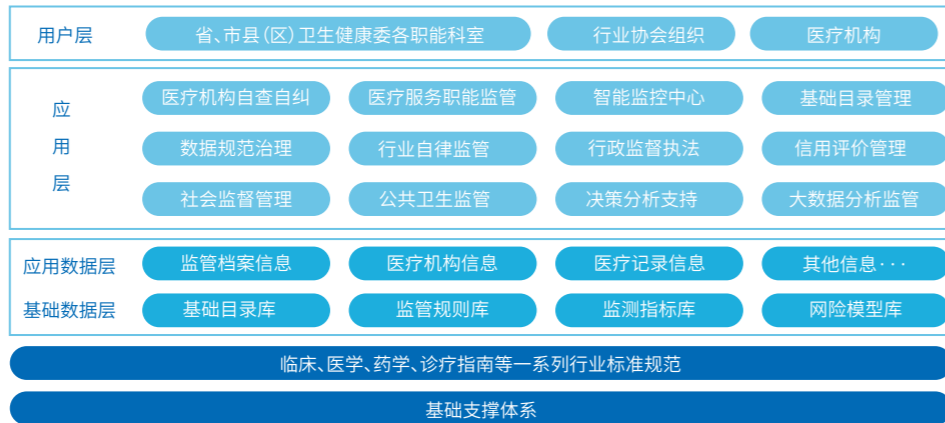 用户层 省、市县(区)卫生健康委各职能科室 行业协会组织 医疗机构
医疗机构自查自纠 医疗服务职能监管 智能监控中心 基础目录管理
应用层 数据规范治理 行业自律监管 行政监督执法 信用评价管理
社会监督管理 公共卫生监管 决策分析支持 大数据分析监管
应用数据层 监管档案信息 医疗机构信息 医疗记录信息 其他信息···
基础数据层 基础目录库 监管规则库 监测指标库 网险模型库
临床、医学、药学、诊疗指南等一系列行业标准规范
基础支撑体系